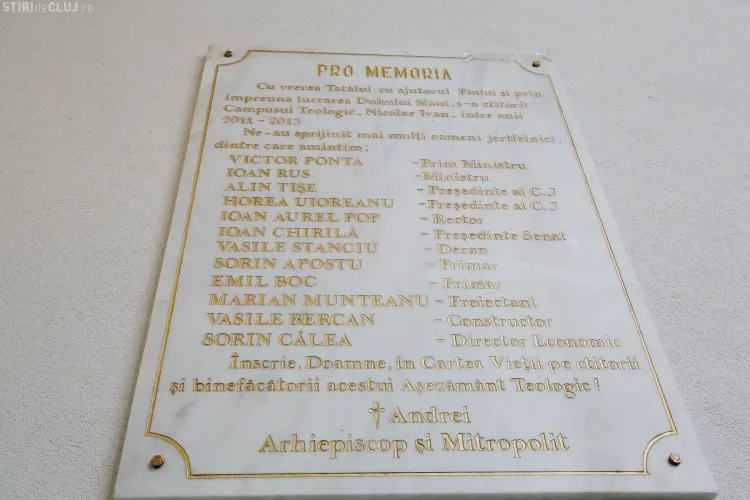 STIRIdeCLUJ.ro
PRO MEMORIA
Cu vrerea Tatălui, cu ajutorul Fiului și prin
împreuna lucrarea Duhului Sfânt, s-a ctitorit
Campusul Teologic „Nicolae Ivan„ între anii
2011 - 2015.
Ne-au sprijinit mai mulți oameni jertfelnici,
dintre care amintim:
VICTOR PONTA - Prim Ministru
IOAN RUS - Ministru
ALIN TIȘE - Președinte al C.J
HOREA UIOREANU - Președinte al C.J
IOAN AUREL POP - Rector
IOAN CHIRILĂ - Președinte Senat
VASILE STANCIU - Decan
SORIN APOSTU - Primar
EMIL BOC - Primar
MARIAN MUNTEANU - Proiectant
VASILE BERCAN - Constructor
SORIN CÂLEA - Director Economic
Înscrie, Doamne, în Cartea Vieții pe ctitorii
și binefăcătorii acestui Așezământ Teologic!
† Andrei
Arhiepiscop și Mitropolit